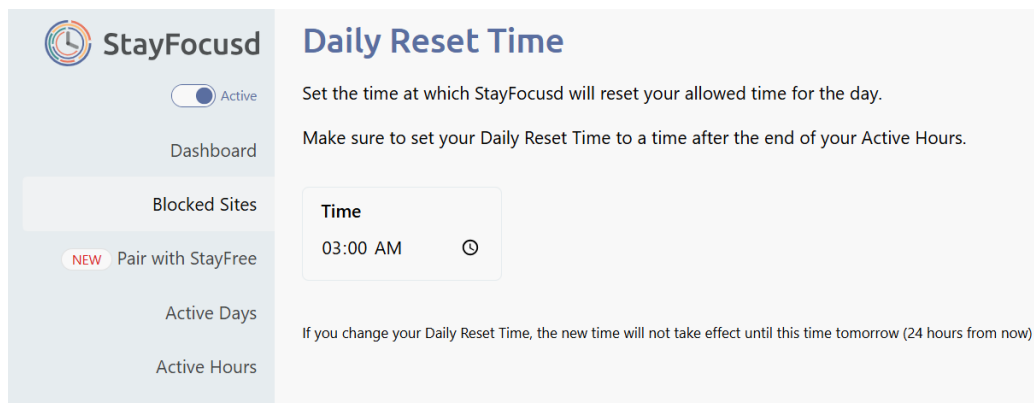 StayFocusd
Active
Dashboard
Blocked Sites
NEW Pair with StayFree
Active Days
Active Hours
Daily Reset Time
Set the time at which StayFocusd will reset your allowed time for the day.
Make sure to set your Daily Reset Time to a time after the end of your Active Hours.
Time
03:00 AM
If you change your Daily Reset Time, the new time will not take effect until this time tomorrow (24 hours from now)